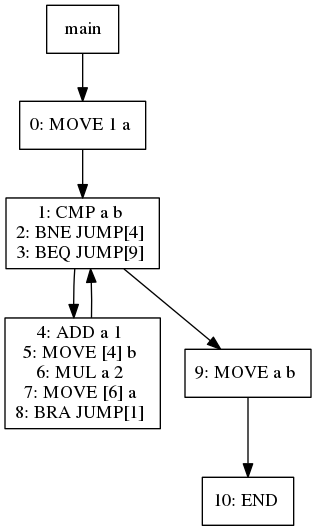 main
0: MOVE 1 a
1: CMP a b
2: BNE JUMP[4]
3: BEQ JUMP[9]
4: ADD a 1
5: MOVE [4] b
6: MUL a 2
7: MOVE [6] a
8: BRA JUMP[1]
9: MOVE a b
10: END